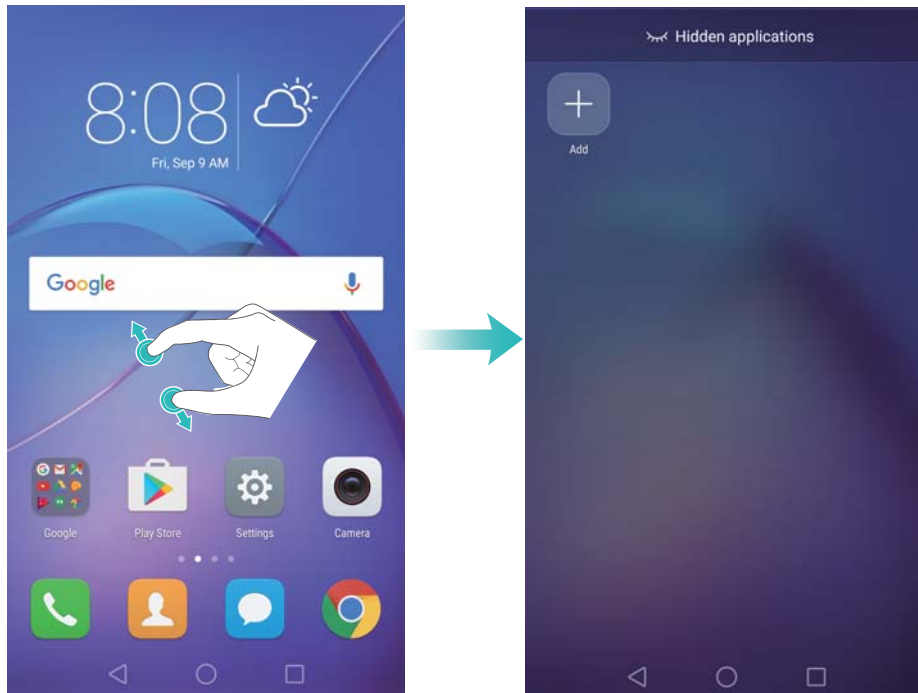 8:08
Fri, Sep 9 AM
Google
Google
Play Store
Settings
Camera
Hidden applications
Add